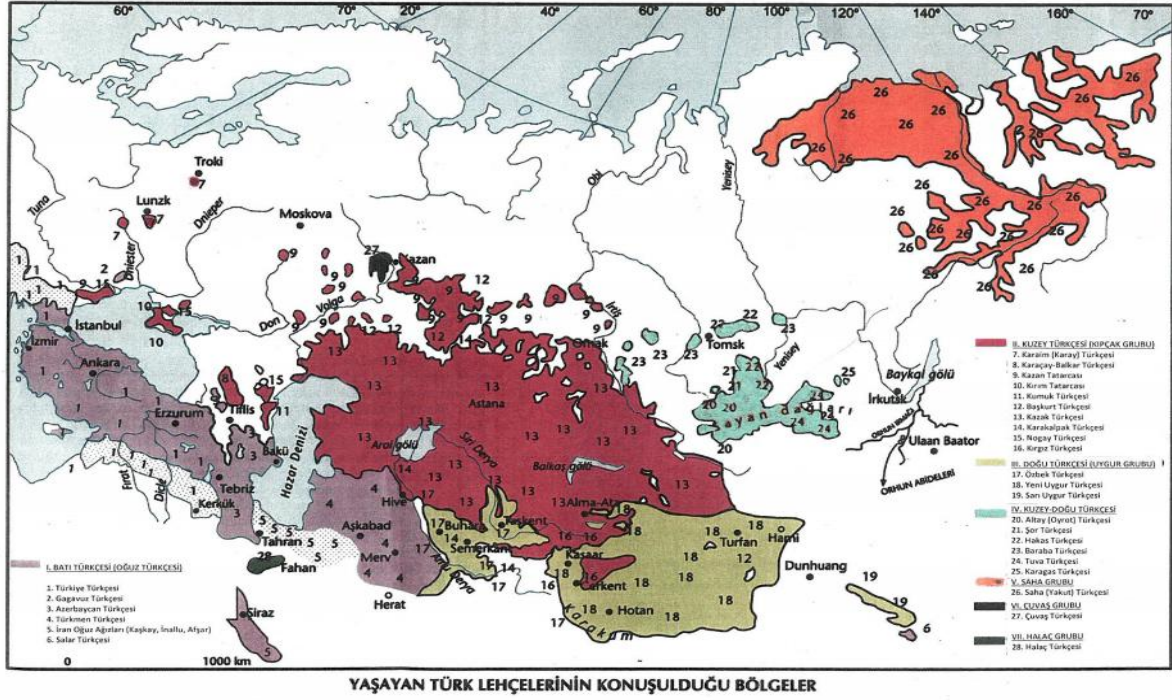 60° 0° 20° 40° 60° 80° 100° 120° 140° 160° 70°
70°
Troki
Lunzk
Moskova
Kazan
Tuna
Dniester
Dnieper
Don
Volga
Obi
İrtiş
Yenisey
Yenisey
İstanbul
İzmir
Ankara
Erzurum
Tiflis
Bakü
Hazar Denizi
Tebriz
Kerkük
Fırat
Dicle
Tahran
Fahan
Siraz
Aşkabad
Merv
Herat
Hive
Buhara
Semerkant
Taşkent
Amu Derya
Siri Derya
Aral gölü
Astana
Balkaş gölü
Alma-Ata
Kaşgar
Yarkent
Hotan
Karakum
Turfan
Hami
Dunhuang
Omsk
Tomsk
Sayan dağları
Baykal gölü
İrkutsk
Ulaan Baator
ORHUN IRMAĞI
ORHUN ABİDELERİ
I. BATI TÜRKÇESİ (OĞUZ TÜRKÇESİ)
1. Türkiye Türkçesi
2. Gagavuz Türkçesi
3. Azerbaycan Türkçesi
4. Türkmen Türkçesi
5. İran Oğuz Ağızları (Kaşkay, İnallu, Afşar)
6. Salar Türkçesi
0 1000 km
II. KUZEY TÜRKÇESİ (KIPÇAK GRUBU)
7. Karaim (Karay) Türkçesi
8. Karaçay-Balkar Türkçesi
9. Kazan Tatarcası
10. Kırım Tatarcası
11. Kumuk Türkçesi
12. Başkurt Türkçesi
13. Kazak Türkçesi
14. Karakalpak Türkçesi
15. Nogay Türkçesi
16. Kırgız Türkçesi
III. DOĞU TÜRKÇESİ (UYGUR GRUBU)
17. Özbek Türkçesi
18. Yeni Uygur Türkçesi
19. Sarı Uygur Türkçesi
IV. KUZEY-DOĞU TÜRKÇESİ
20. Altay (Oyrot) Türkçesi
21. Şor Türkçesi
22. Hakas Türkçesi
23. Baraba Türkçesi
24. Tuva Türkçesi
25. Karagas Türkçesi
V. SAHA GRUBU
26. Saha (Yakut) Türkçesi
VI. ÇUVAŞ GRUBU
27. Çuvaş Türkçesi
VII. HALAÇ GRUBU
28. Halaç Türkçesi
YAŞAYAN TÜRK LEHÇELERİNİN KONUŞULDUĞU BÖLGELER